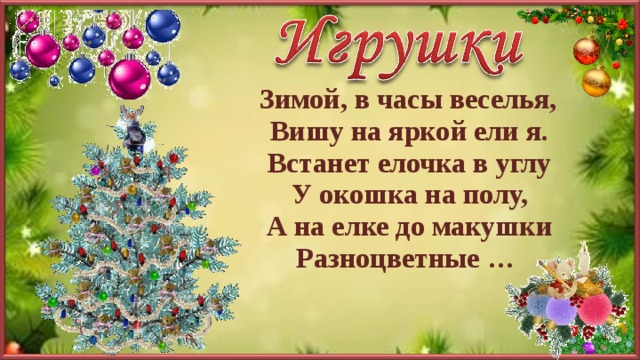 Игрушки
Зимой, в часы веселья,
Вишу на яркой ели я.
Встанет елочка в углу
У окошка на полу,
А на елке до макушки
Разноцветные …